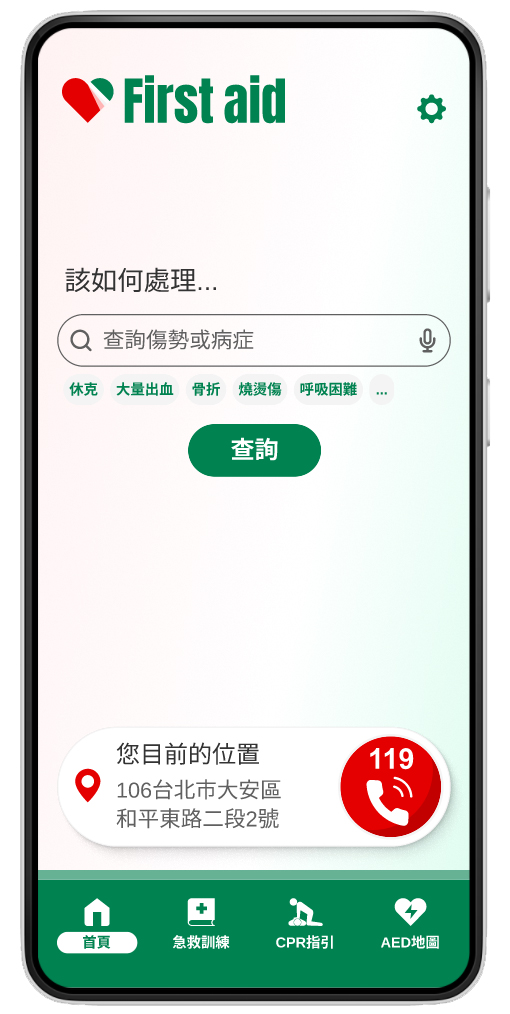 First aid
該如何處理...
查詢傷勢或病症
休克 大量出血 骨折 燒燙傷 呼吸困難 ...
查詢
您目前的位置
106台北市大安區
和平東路二段2號
119
首頁 急救訓練 CPR指引 AED地圖